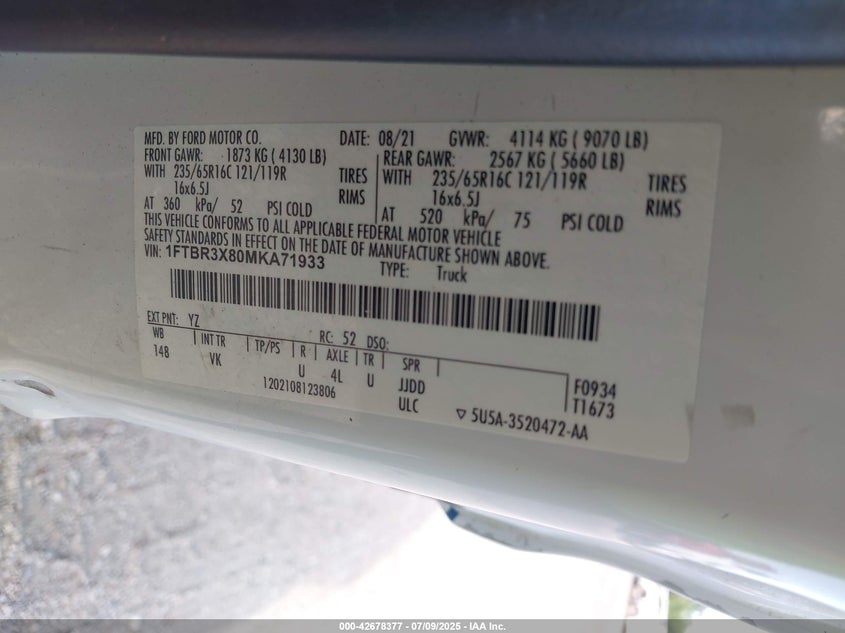 MFD. BY FORD MOTOR CO. DATE: 08/21 GVWR: 4114 KG ( 9070 LB)
FRONT GAWR: 1873 KG ( 4130 LB) REAR GAWR: 2567 KG ( 5660 LB)
WITH 235/65R16C 121/119R TIRES WITH 235/65R16C 121/119R TIRES
16x6.5J RIMS 16x6.5J RIMS
AT 360 kPa/ 52 PSI COLD AT 520 kPa/ 75 PSI COLD
THIS VEHICLE CONFORMS TO ALL APPLICABLE FEDERAL MOTOR VEHICLE
SAFETY STANDARDS IN EFFECT ON THE DATE OF MANUFACTURE SHOWN ABOVE.
VIN: 1FTBR3X80MKA71933 TYPE: Truck
EXT PNT: YZ RC: 52 DSO:
WB INT TR TP/PS R AXLE TR SPR
148 VK U 4L U JJDD F0934
1202108123806 ULC T1673
5U5A-3520472-AA
000-42678377 - 07/09/2025 - IAA Inc.